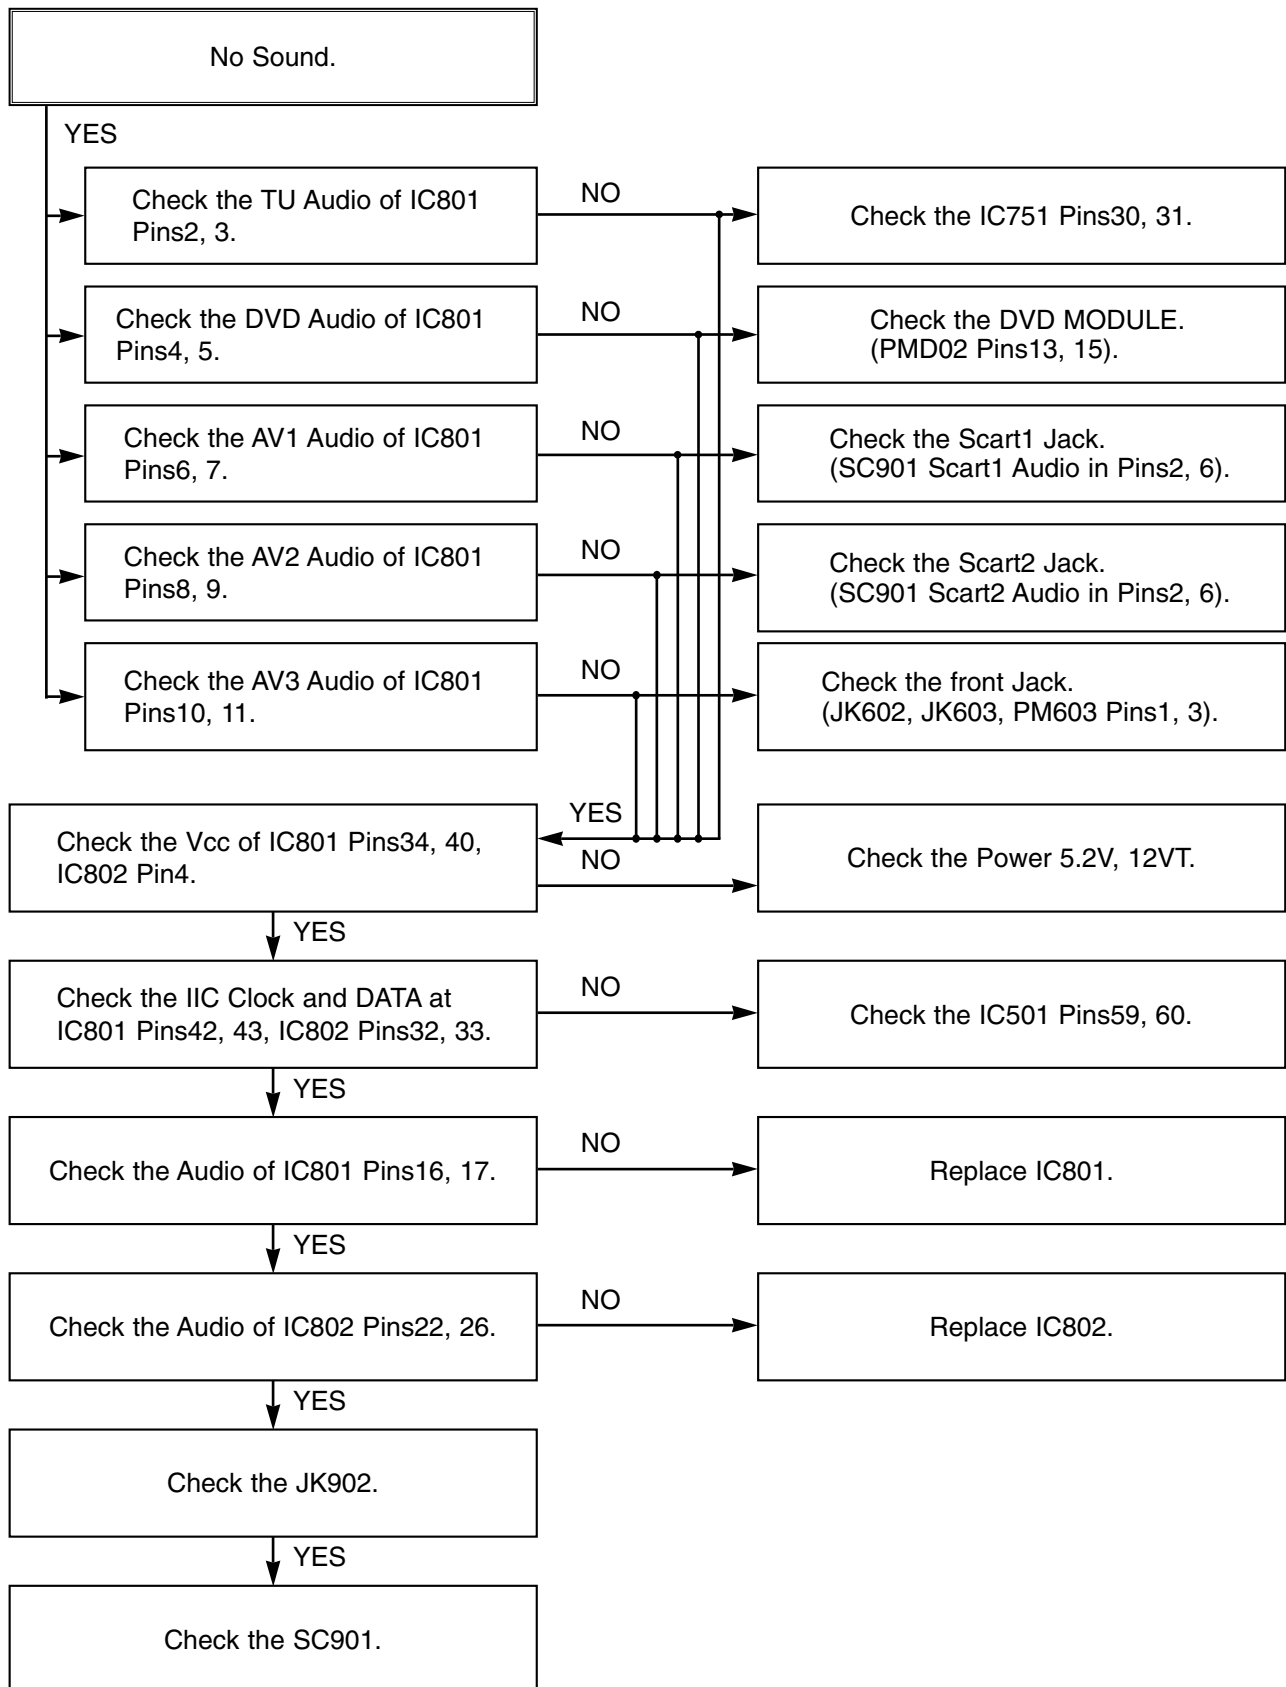 No Sound.
YES
Check the TU Audio of IC801
Pins2, 3.
NO
Check the IC751 Pins30, 31.
Check the DVD Audio of IC801
Pins4, 5.
NO
Check the DVD MODULE.
(PMD02 Pins13, 15).
Check the AV1 Audio of IC801
Pins6, 7.
NO
Check the Scart1 Jack.
(SC901 Scart1 Audio in Pins2, 6).
Check the AV2 Audio of IC801
Pins8, 9.
NO
Check the Scart2 Jack.
(SC901 Scart2 Audio in Pins2, 6).
Check the AV3 Audio of IC801
Pins10, 11.
NO
Check the front Jack.
(JK602, JK603, PM603 Pins1, 3).
YES
Check the Vcc of IC801 Pins34, 40,
IC802 Pin4.
NO
Check the Power 5.2V, 12VT.
YES
Check the IIC Clock and DATA at
IC801 Pins42, 43, IC802 Pins32, 33.
NO
Check the IC501 Pins59, 60.
YES
Check the Audio of IC801 Pins16, 17.
NO
Replace IC801.
YES
Check the Audio of IC802 Pins22, 26.
NO
Replace IC802.
YES
Check the JK902.
YES
Check the SC901.